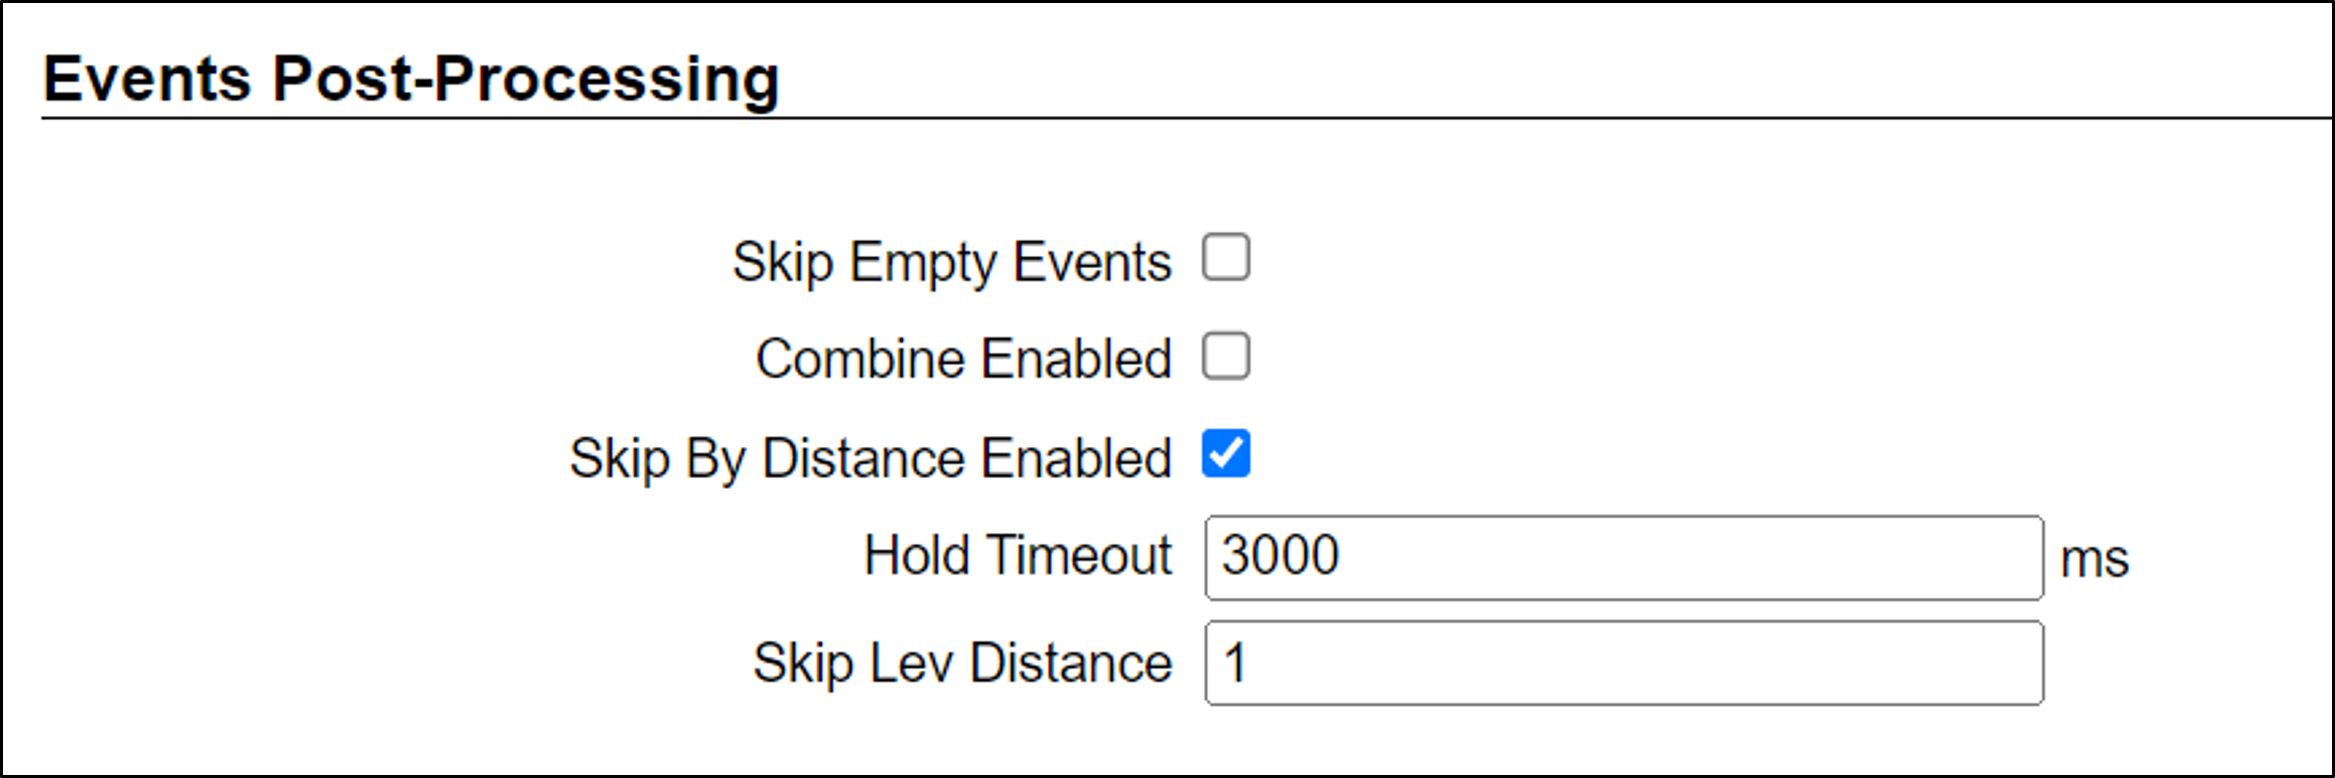 Events Post-Processing
Skip Empty Events
Combine Enabled
Skip By Distance Enabled
Hold Timeout 3000 ms
Skip Lev Distance 1